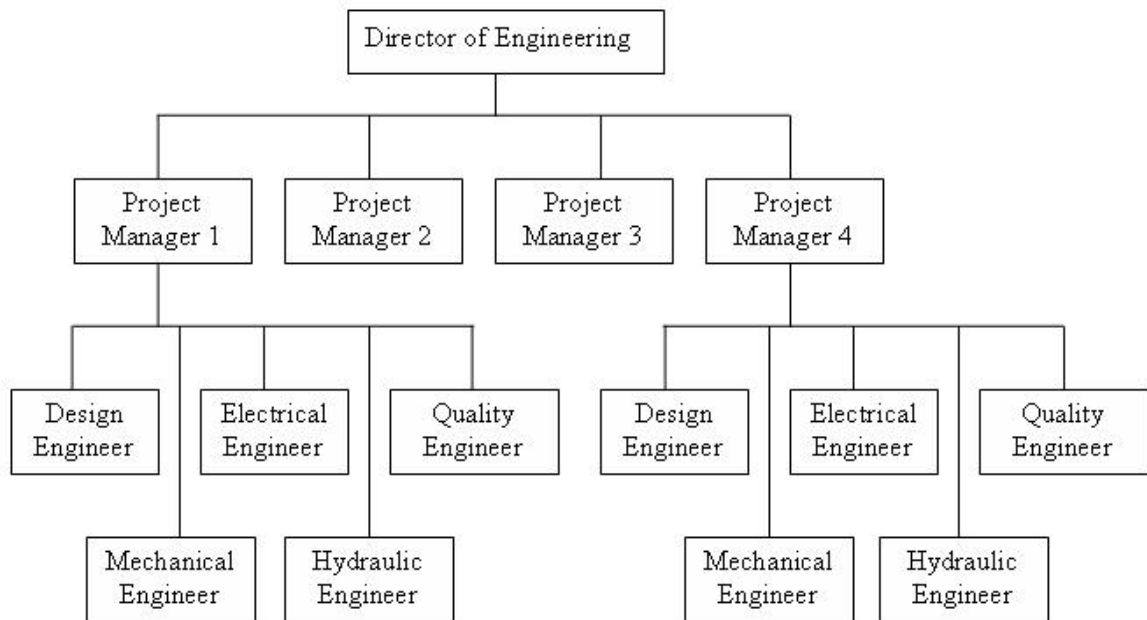 Director of Engineering
Project
Manager 1
Project
Manager 2
Project
Manager 3
Project
Manager 4
Design
Engineer
Electrical
Engineer
Quality
Engineer
Design
Engineer
Electrical
Engineer
Quality
Engineer
Mechanical
Engineer
Hydraulic
Engineer
Mechanical
Engineer
Hydraulic
Engineer